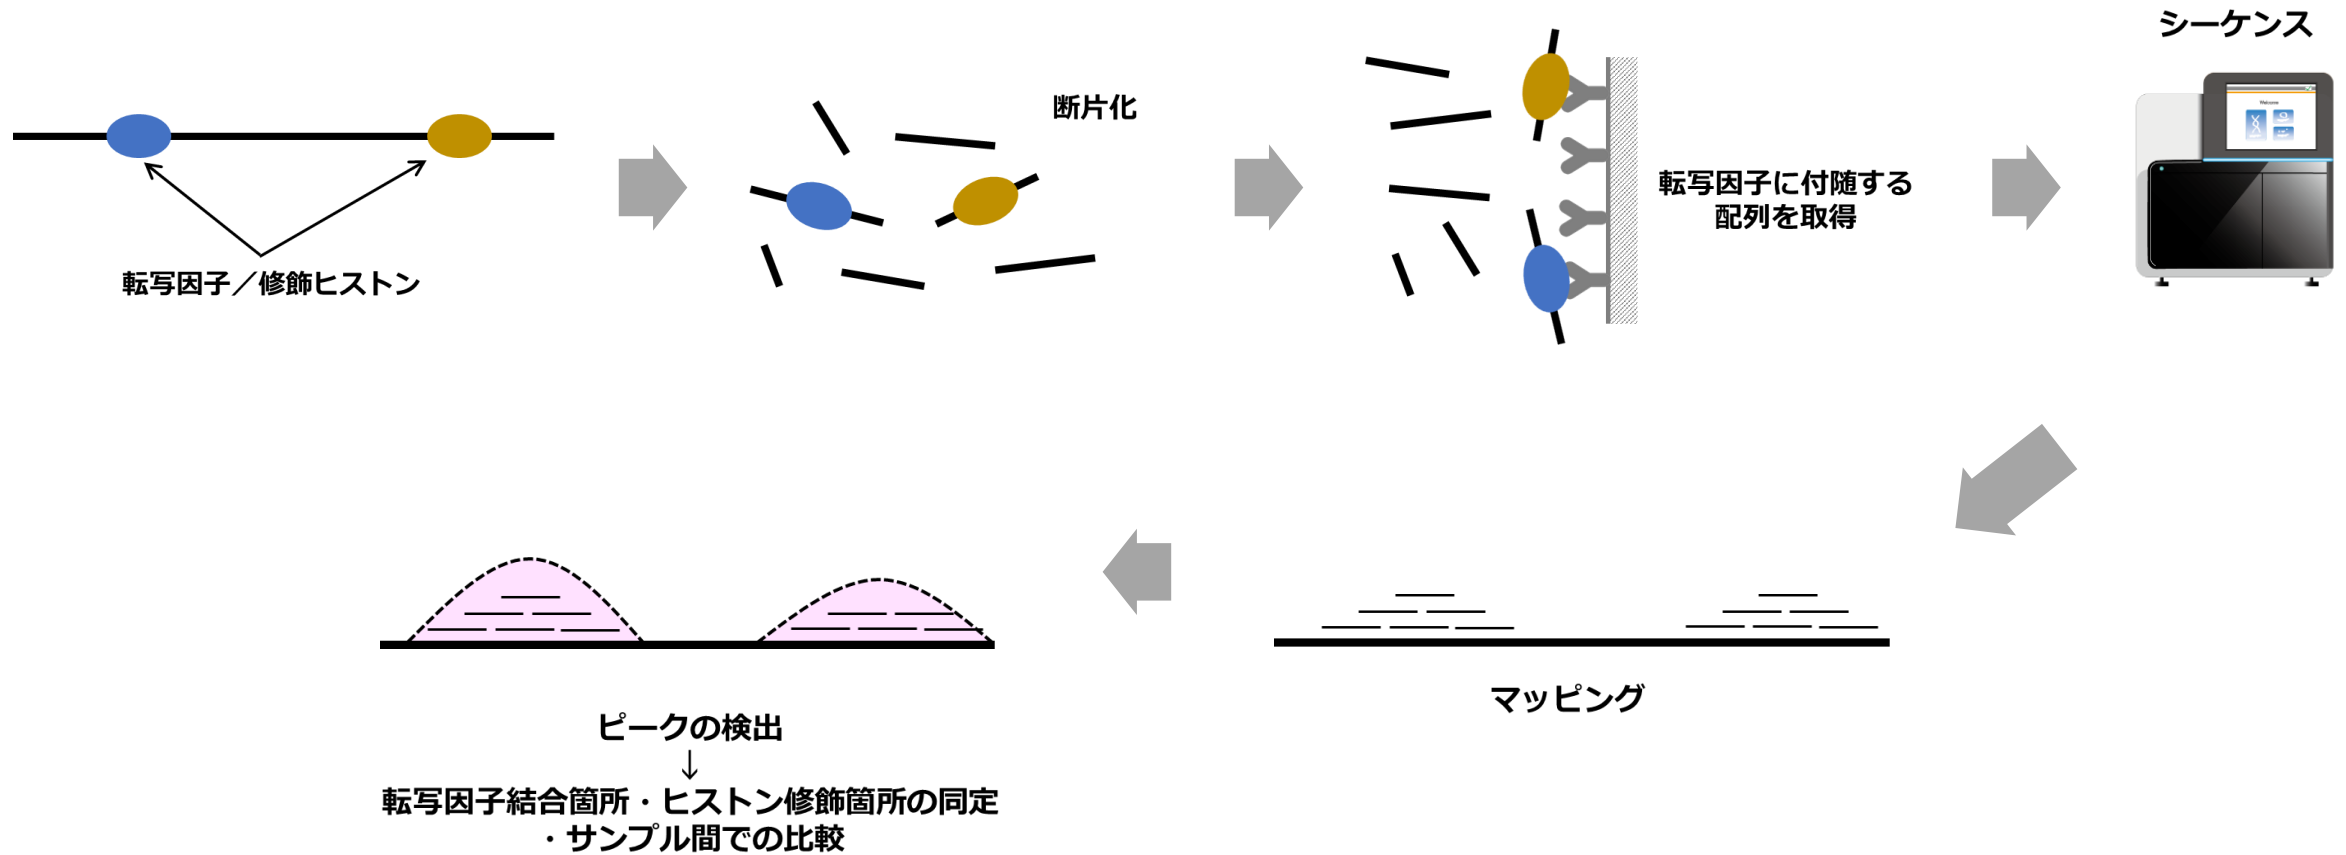 シーケンス
断片化
転写因子に付随する
配列を取得
転写因子／修飾ヒストン
Welcome
マッピング
ピークの検出
↓
転写因子結合箇所・ヒストン修飾箇所の同定
・サンプル間での比較